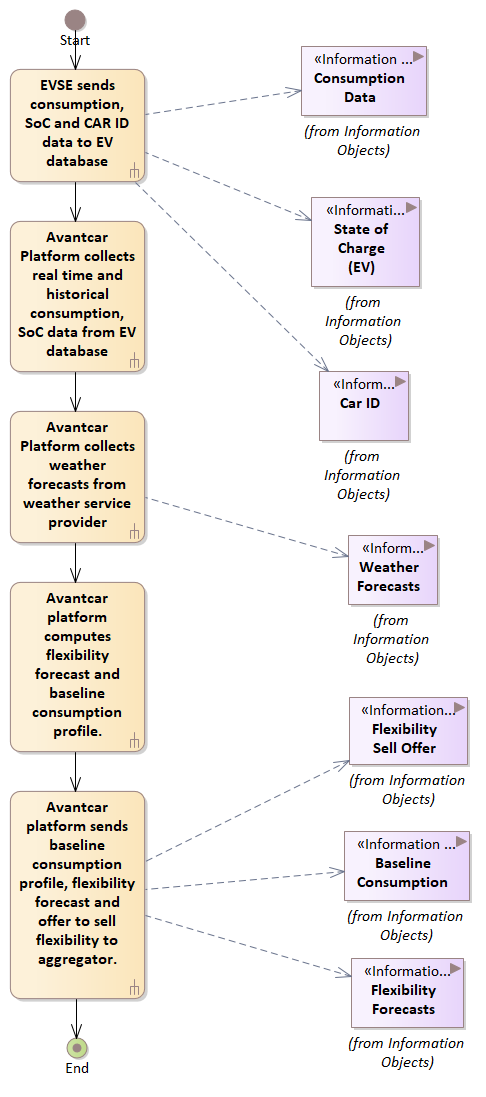 Start
EVSE sends
consumption,
SoC and CAR ID
data to EV
database
«Information ...
Consumption
Data
(from Information
Objects)
«Informati...
State of
Charge
(EV)
(from
Information
Objects)
Avantcar
Platform collects
real time and
historical
consumption,
SoC data from EV
database
«Inform...
Car ID
(from
Information
Objects)
Avantcar
Platform collects
weather
forecasts from
weather service
provider
«Inform...
Weather
Forecasts
(from
Information
Objects)
Avantcar
platform
computes
flexibility
forecast and
baseline
consumption
profile.
«Information...
Flexibility
Sell Offer
(from Information
Objects)
Avantcar
platform sends
baseline
consumption
profile, flexibility
forecast and
offer to sell
flexibility to
aggregator.
«Information ...
Baseline
Consumption
(from Information
Objects)
«Informatio...
Flexibility
Forecasts
(from Information
Objects)
End